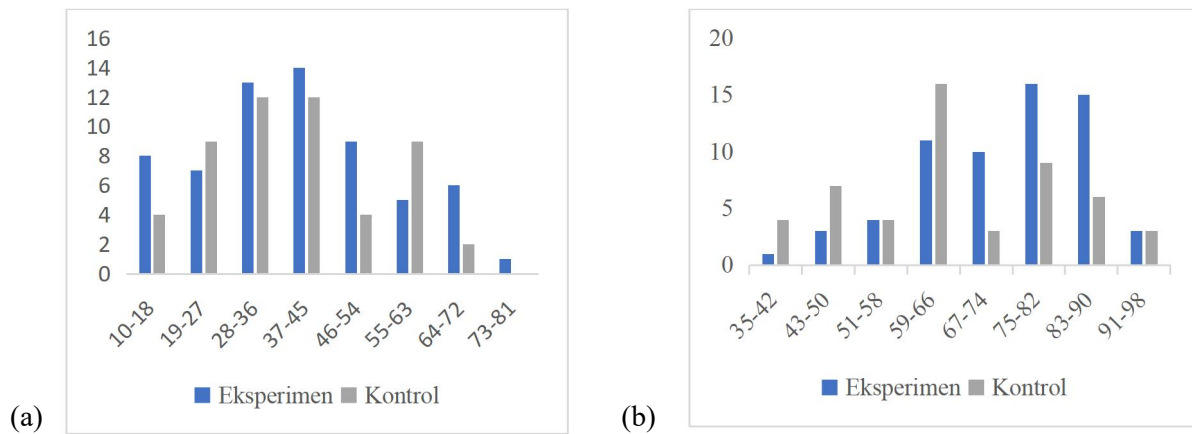 16
14
12
10
8
6
4
2
0
10-18 19-27 28-36 37-45 46-54 55-63 64-72 73-81
Eksperimen Kontrol
(a)
20
15
10
5
0
35-42 43-50 51-58 59-66 67-74 75-82 83-90 91-98
Eksperimen Kontrol
(b)